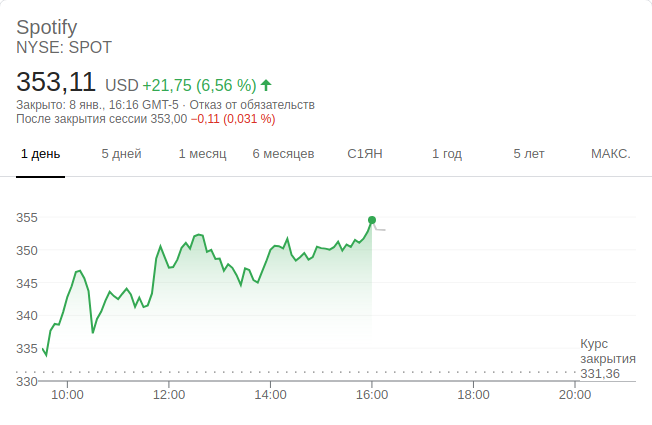 Spotify
NYSE: SPOT
353,11 USD +21,75 (6,56 %)
Закрыто: 8 янв., 16:16 GMT-5 · Отказ от обязательств
После закрытия сессии 353,00 −0,11 (0,031 %)
1 день 5 дней 1 месяц 6 месяцев С1ЯН 1 год 5 лет МАКС.
355
350
345
340
335
330
Курс
закрытия
331,36
10:00 12:00 14:00 16:00 18:00 20:00